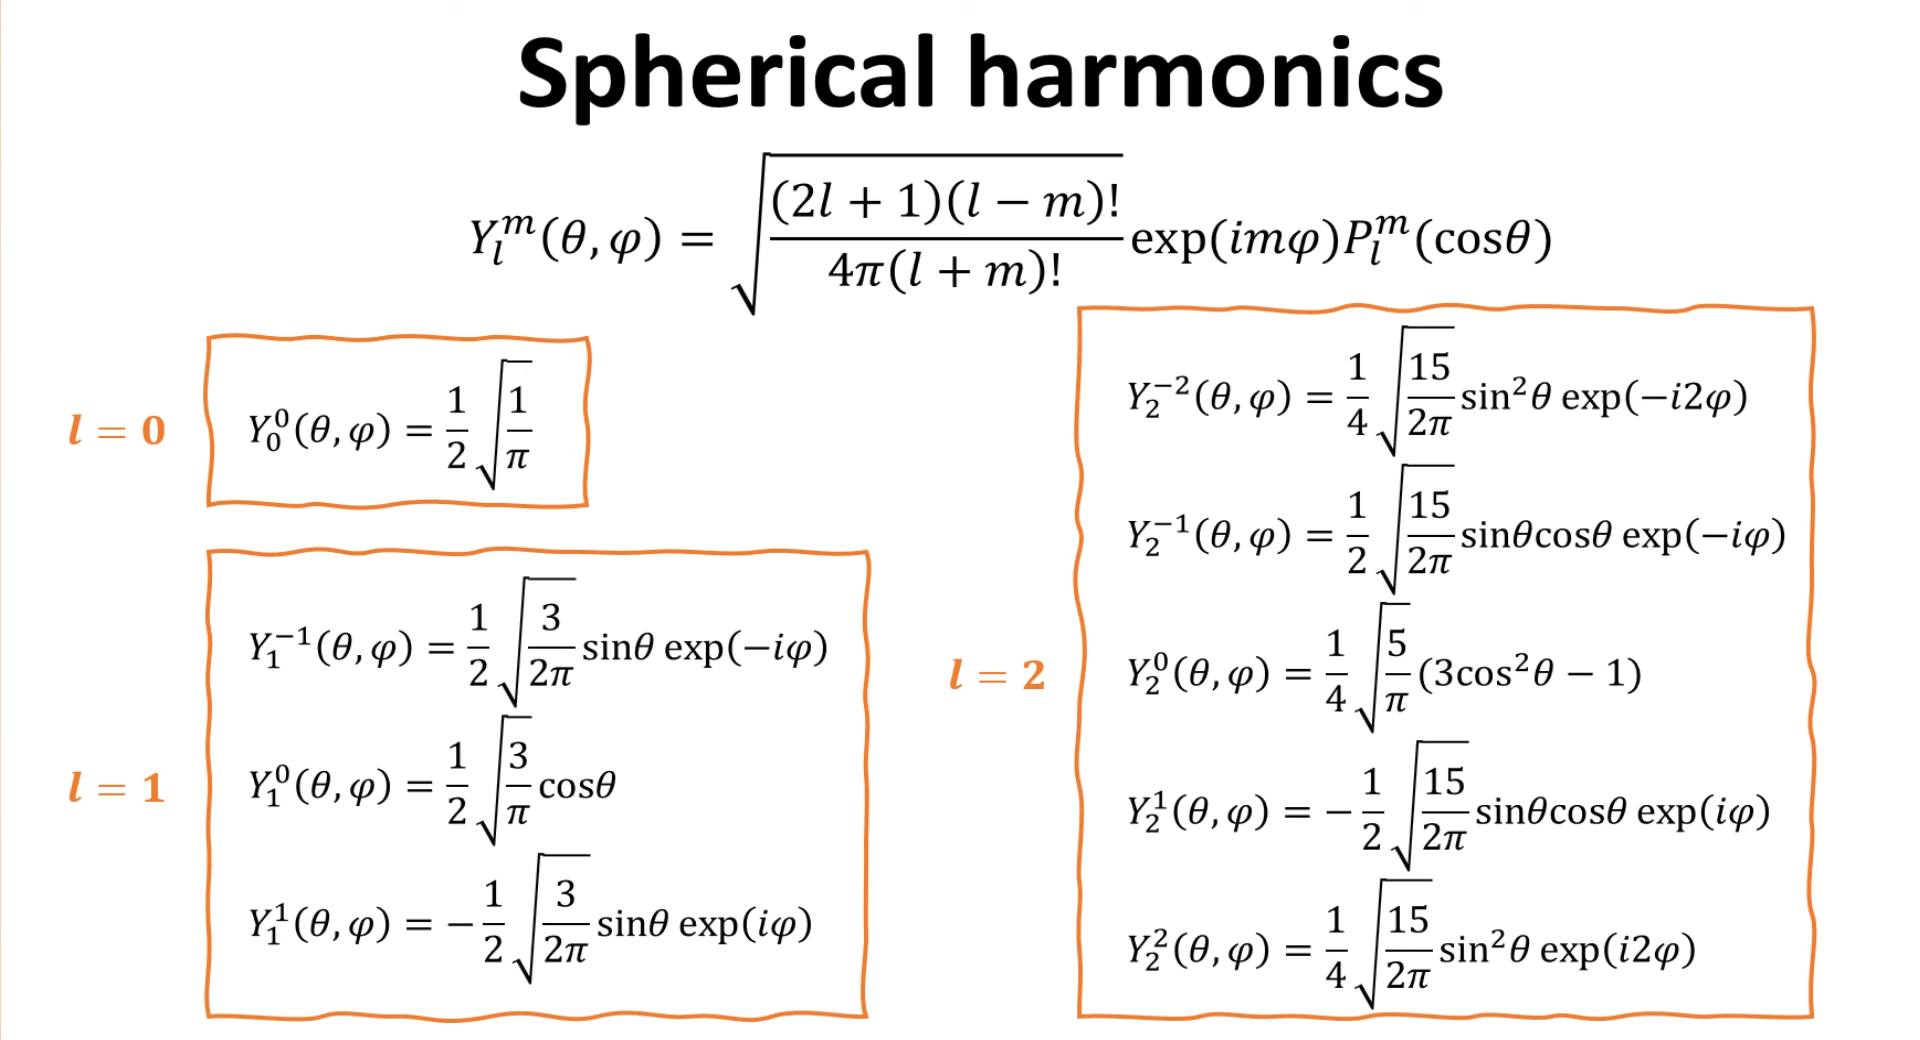 Spherical harmonics
Y_l^m(θ, φ) = √((2l + 1)(l − m)! / 4π(l + m)!) exp(imφ)P_l^m(cosθ)
l = 0
Y_0^0(θ, φ) = 1/2 √(1/π)
l = 1
Y_1^−1(θ, φ) = 1/2 √(3/2π) sinθ exp(−iφ)
Y_1^0(θ, φ) = 1/2 √(3/π) cosθ
Y_1^1(θ, φ) = − 1/2 √(3/2π) sinθ exp(iφ)
l = 2
Y_2^−2(θ, φ) = 1/4 √(15/2π) sin²θ exp(−i2φ)
Y_2^−1(θ, φ) = 1/2 √(15/2π) sinθcosθ exp(−iφ)
Y_2^0(θ, φ) = 1/4 √(5/π) (3cos²θ − 1)
Y_2^1(θ, φ) = − 1/2 √(15/2π) sinθcosθ exp(iφ)
Y_2^2(θ, φ) = 1/4 √(15/2π) sin²θ exp(i2φ)